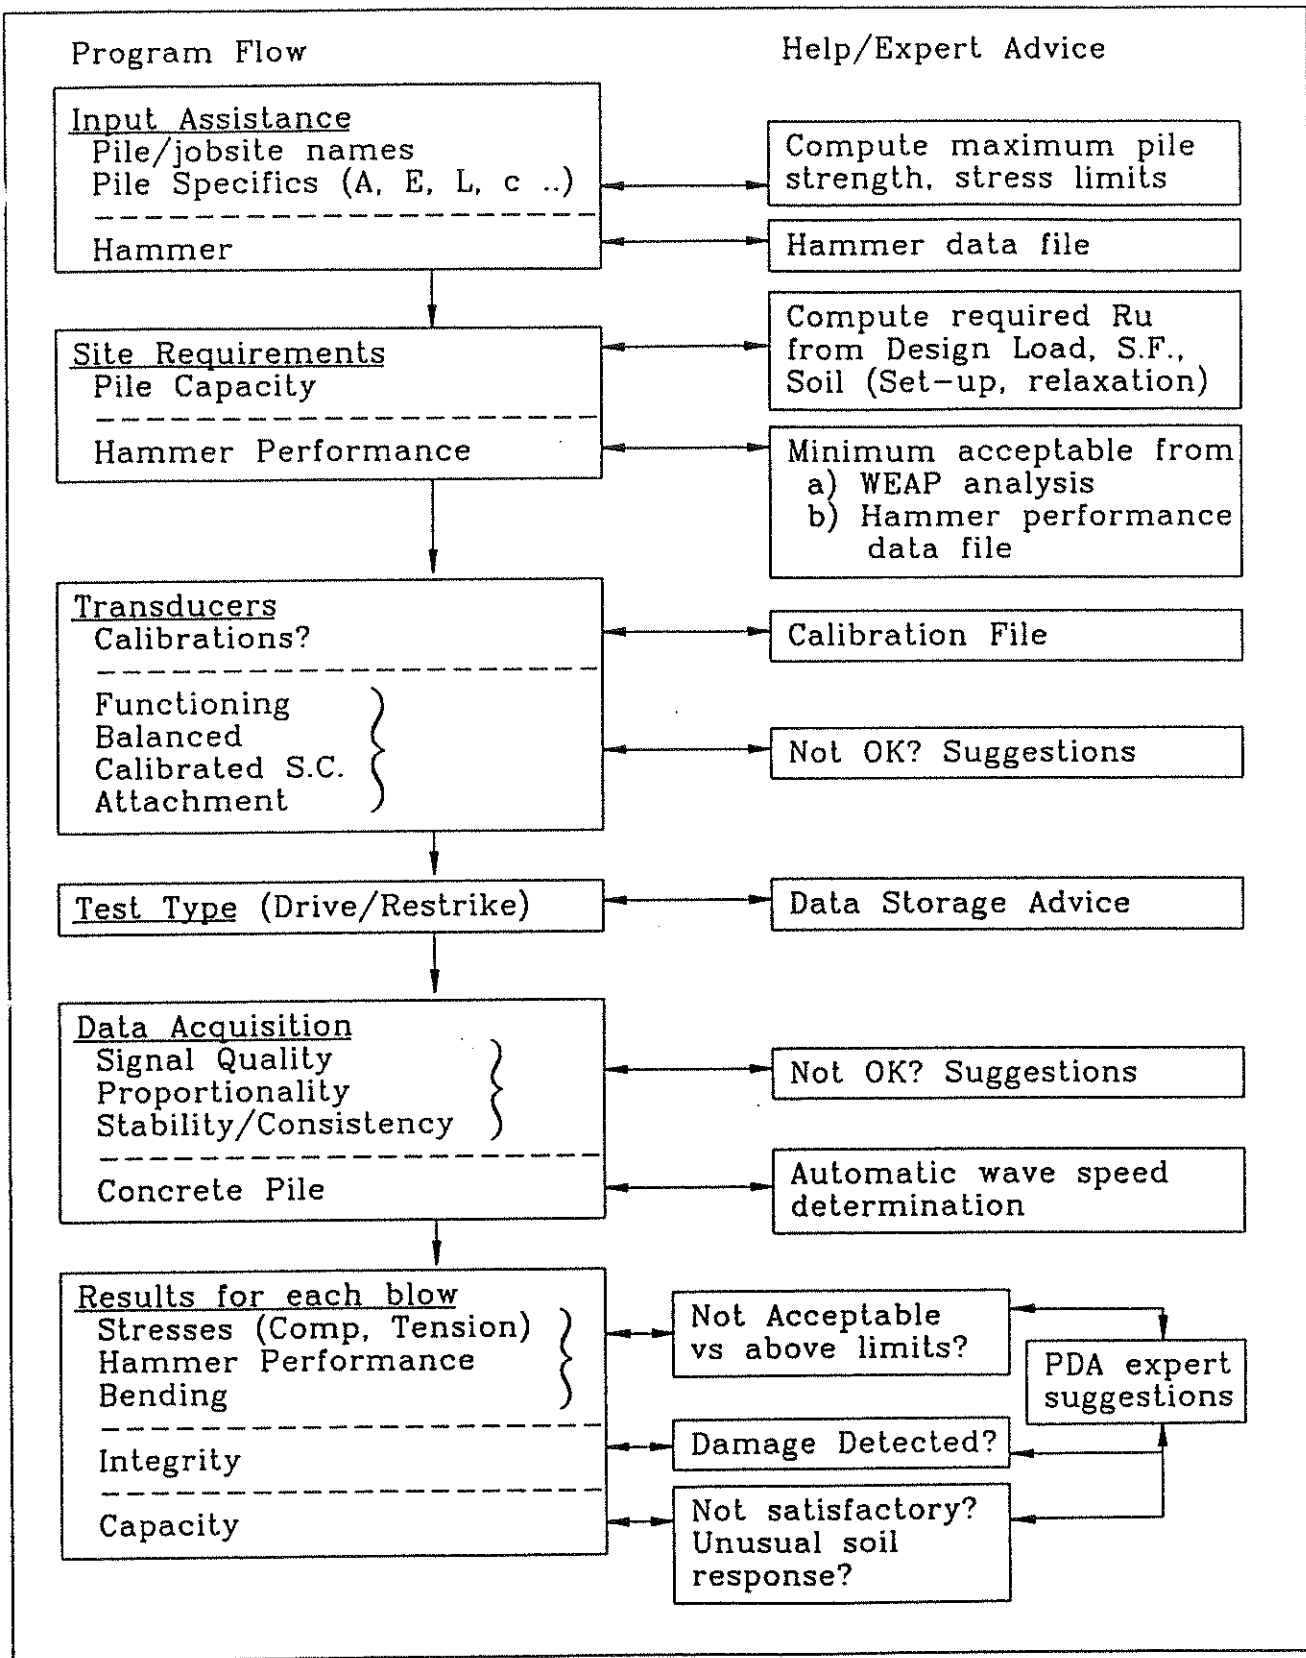 Program Flow
Help/Expert Advice
Input Assistance
Pile/jobsite names
Pile Specifics (A, E, L, c ..)
Hammer
Compute maximum pile
strength, stress limits
Hammer data file
Site Requirements
Pile Capacity
Hammer Performance
Compute required Ru
from Design Load, S.F.,
Soil (Set-up, relaxation)
Minimum acceptable from
a) WEAP analysis
b) Hammer performance
data file
Transducers
Calibrations?
Functioning
Balanced
Calibrated S.C.
Attachment
Calibration File
Not OK? Suggestions
Test Type (Drive/Restrike)
Data Storage Advice
Data Acquisition
Signal Quality
Proportionality
Stability/Consistency
Concrete Pile
Not OK? Suggestions
Automatic wave speed
determination
Results for each blow
Stresses (Comp, Tension)
Hammer Performance
Bending
Integrity
Capacity
Not Acceptable
vs above limits?
Damage Detected?
Not satisfactory?
Unusual soil
response?
PDA expert
suggestions